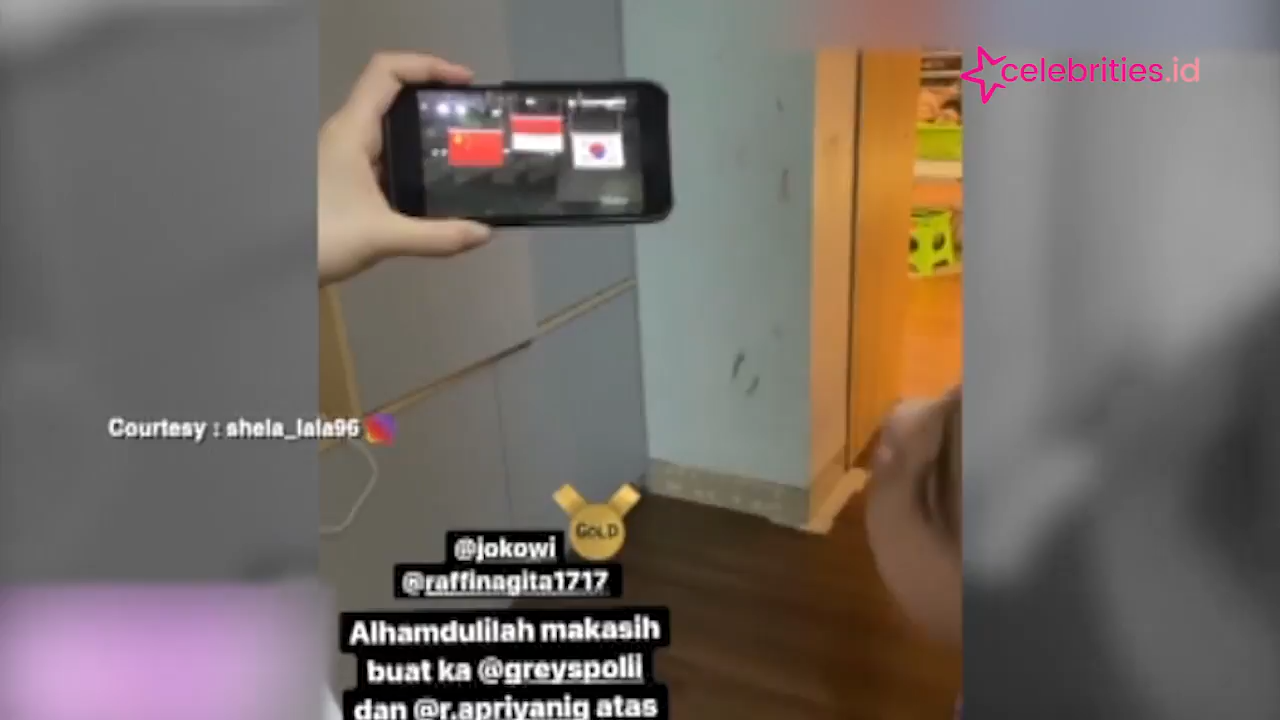 celebrities.id
Courtesy : shela_lala96
GOLD
@jokowi
@raffinagita1717
Alhamdulilah makasih
buat ka @greyspolii
dan @r.apriyanig atas